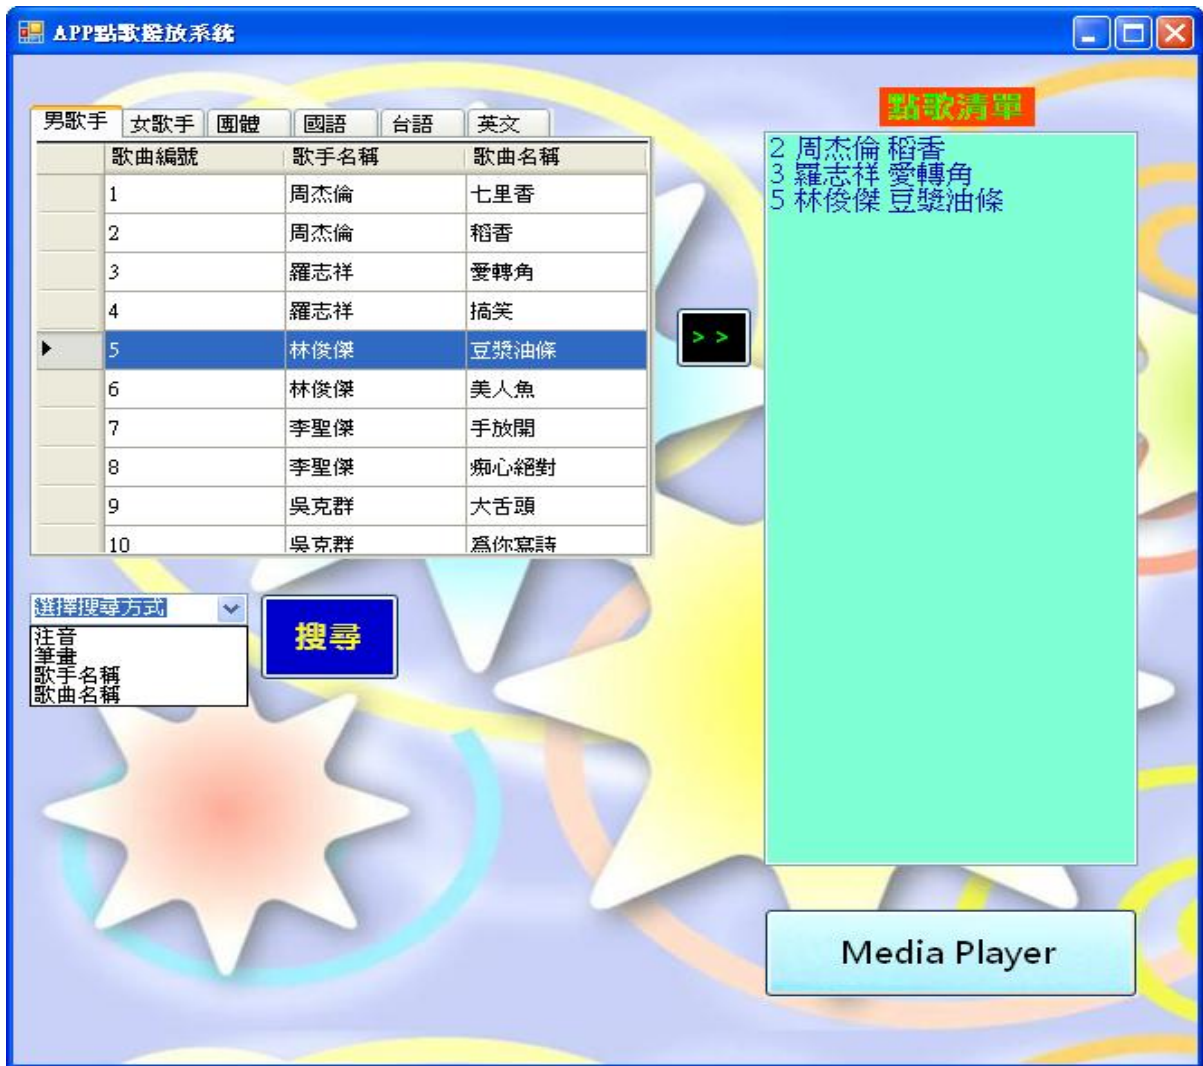 APP點歌撥放系統
男歌手 女歌手 團體 國語 台語 英文
歌曲編號 歌手名稱 歌曲名稱
1 周杰倫 七里香
2 周杰倫 稻香
3 羅志祥 愛轉角
4 羅志祥 搞笑
5 林俊傑 豆漿油條
6 林俊傑 美人魚
7 李聖傑 手放開
8 李聖傑 痴心絕對
9 吳克群 大舌頭
10 吳克群 為你寫詩
>>
點歌清單
2 周杰倫 稻香
3 羅志祥 愛轉角
5 林俊傑 豆漿油條
選擇搜尋方式
注音
筆畫
歌手名稱
歌曲名稱
搜尋
Media Player